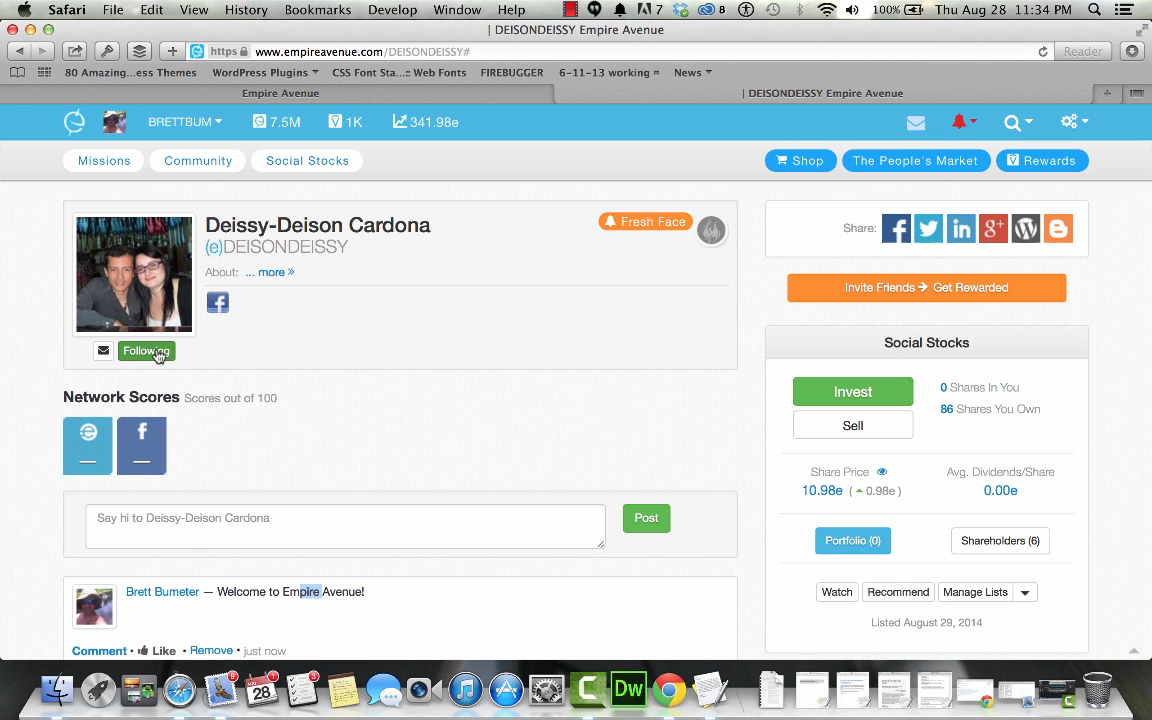 Safari File Edit View History Bookmarks Develop Window Help 7 8 100% Thu Aug 28 11:34 PM
| DEISONDEISSY Empire Avenue
https www.empireavenue.com/DEISONDEISSY# Reader
80 Amazing...ess Themes WordPress Plugins CSS Font Sta...:: Web Fonts FIREBUGGER 6-11-13 working = News
Empire Avenue | DEISONDEISSY Empire Avenue
BRETTBUM 7.5M 1K 341.98e
Missions Community Social Stocks Shop The People's Market Rewards
Deissy-Deison Cardona
(e)DEISONDEISSY
About: ... more »
Fresh Face
Following
Share:
Invite Friends → Get Rewarded
Network Scores Scores out of 100
Say hi to Deissy-Deison Cardona
Post
Brett Bumeter — Welcome to Empire Avenue!
Comment • Like • Remove • just now
Social Stocks
Invest
Sell
0 Shares In You
86 Shares You Own
Share Price Avg. Dividends/Share
10.98e ( 0.98e ) 0.00e
Portfolio (0) Shareholders (6)
Watch Recommend Manage Lists
Listed August 29, 2014
9 AUG 28 1 3 Dw